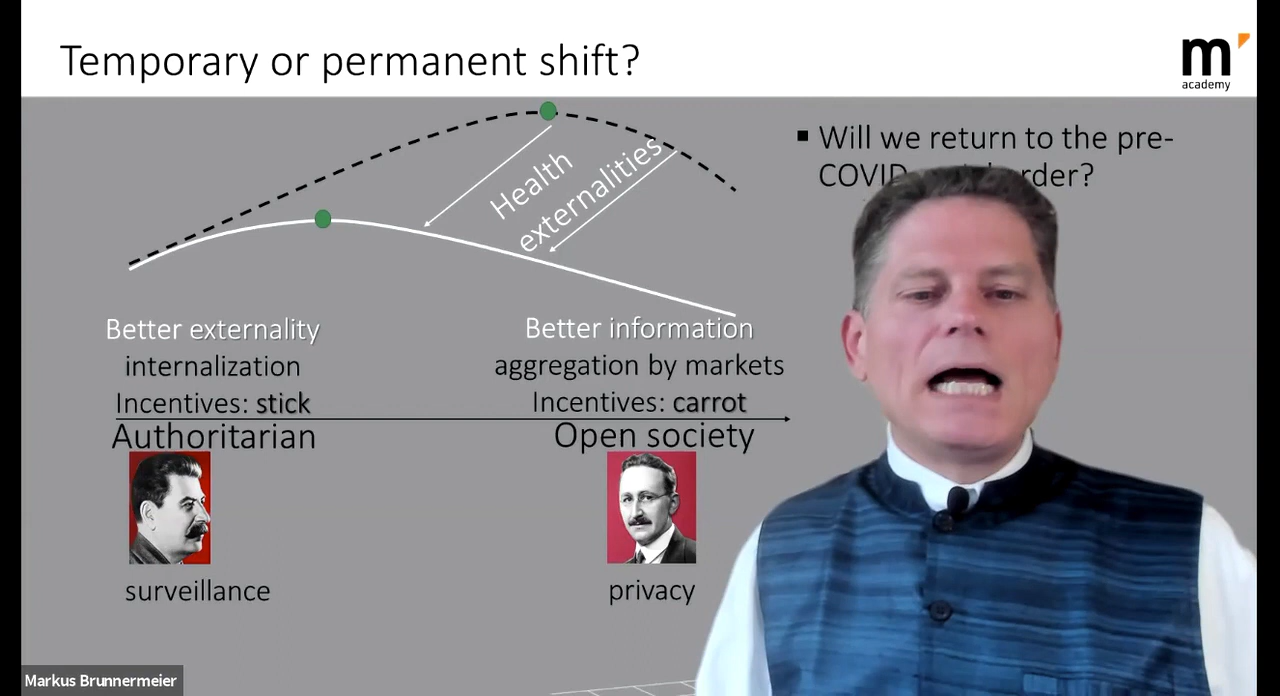 Temporary or permanent shift?
m'
academy
Health
externalities
▪ Will we return to the pre-
COVID rder?
Better externality
internalization
Incentives: stick
Authoritarian
Better information
aggregation by markets
Incentives: carrot
Open society
surveillance
privacy
Markus Brunnermeier